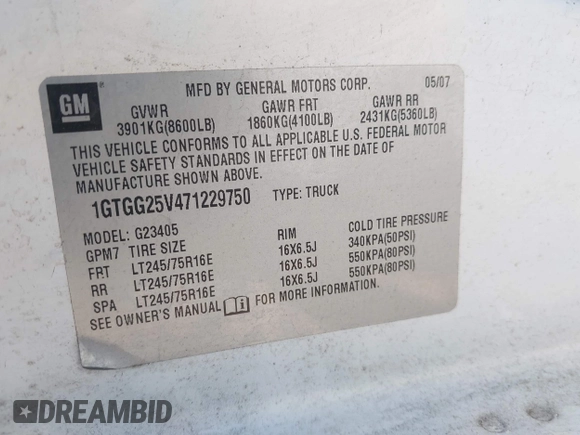 GM
MFD BY GENERAL MOTORS CORP. 05/07
GVWR GAWR FRT GAWR RR
3901KG(8600LB) 1860KG(4100LB) 2431KG(5360LB)
THIS VEHICLE CONFORMS TO ALL APPLICABLE U.S. FEDERAL MOTOR
VEHICLE SAFETY STANDARDS IN EFFECT ON THE DATE OF
MANUFACTURE SHOWN ABOVE.
1GTGG25V471229750 TYPE: TRUCK
MODEL: G23405
GPM7 TIRE SIZE RIM COLD TIRE PRESSURE
FRT LT245/75R16E 16X6.5J 340KPA(50PSI)
RR LT245/75R16E 16X6.5J 550KPA(80PSI)
SPA LT245/75R16E 16X6.5J 550KPA(80PSI)
SEE OWNER'S MANUAL FOR MORE INFORMATION.
DREAMBID